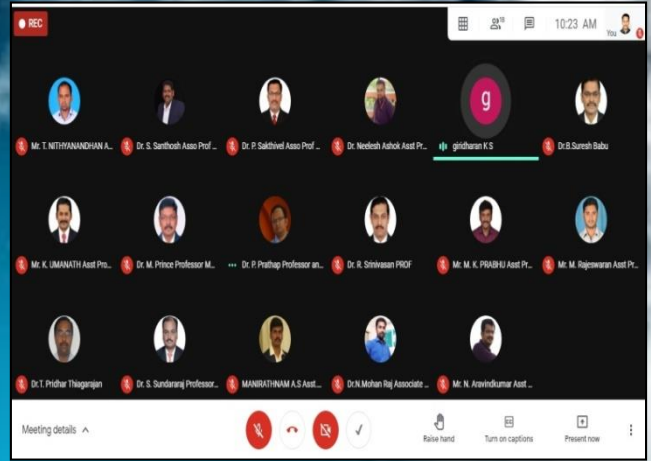 REC
10:23 AM
You
g
Mr. T. NITHYANANDHAN A...
Dr. S. Santhosh Asso Prof ...
Dr. P. Sakthivel Asso Prof ...
Dr. Neelesh Ashok Asst Pr...
giridharan K S
Dr.B.Suresh Babu
Mr. K. UMANATH Asst Pro...
Dr. M. Prince Professor M...
Dr. P. Prathap Professor an...
Dr. R. Srinivasan PROF
Mr. M. K. PRABHU Asst Pr...
Mr. M. Rajeswaran Asst Pr...
Dr.T. Pridhar Thiagarajan
Dr. S. Sundararaj Professor...
MANIRATHNAM A.S Asst...
Dr.N.Mohan Raj Associate ...
Mr. N. Aravindkumar Asst ...
Meeting details
Raise hand
Turn on captions
Present now